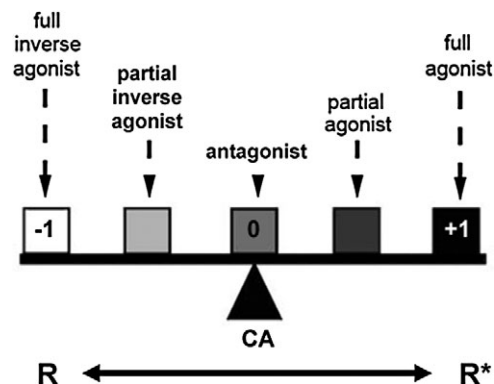 full
inverse
agonist
partial
inverse
agonist
antagonist
partial
agonist
full
agonist
-1
0
+1
CA
R
R*